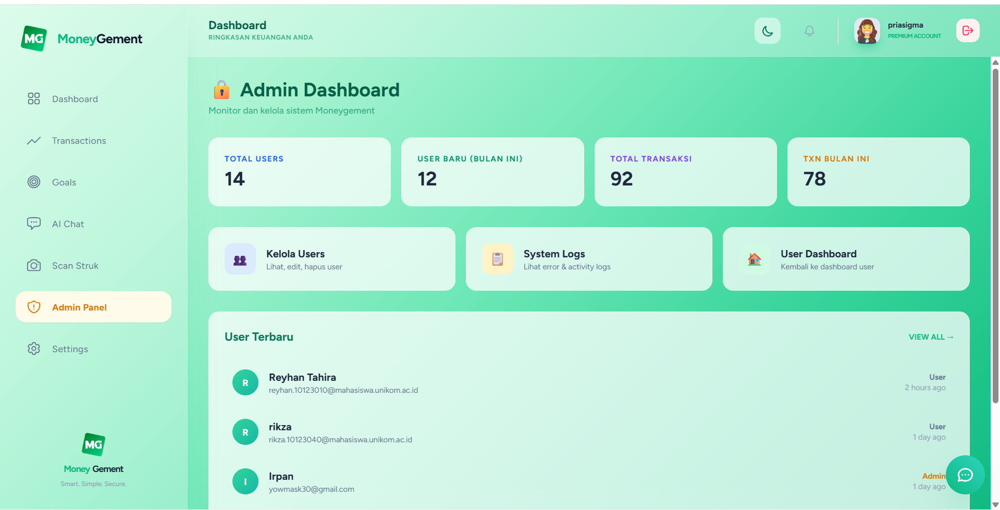 MG
MoneyGement
Dashboard
Transactions
Goals
AI Chat
Scan Struk
Admin Panel
Settings
MG
Money Gement
Smart. Simple. Secure.
Dashboard
RINGKASAN KEUANGAN ANDA
priasigma
PREMIUM ACCOUNT
Admin Dashboard
Monitor dan kelola sistem Moneygement
TOTAL USERS
14
USER BARU (BULAN INI)
12
TOTAL TRANSAKSI
92
TXN BULAN INI
78
Kelola Users
Lihat, edit, hapus user
System Logs
Lihat error & activity logs
User Dashboard
Kembali ke dashboard user
User Terbaru
VIEW ALL →
R
Reyhan Tahira
reyhan.10123010@mahasiswa.unikom.ac.id
User
2 hours ago
R
rikza
rikza.10123040@mahasiswa.unikom.ac.id
User
1 day ago
I
Irpan
yowmask30@gmail.com
Admin
1 day ago